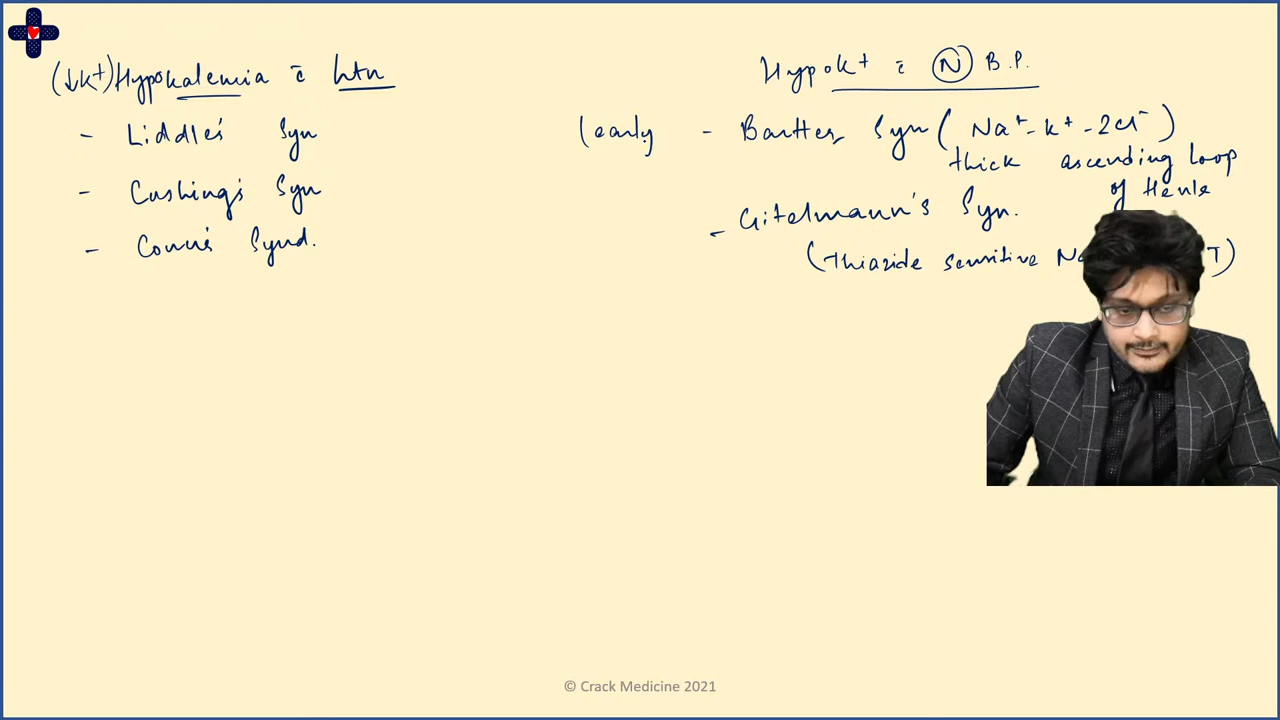 (↓k⁺) Hypokalemia c̄ htn
- Liddle's Syn
- Cushing's Syn
- Conn's Synd.
Hypok⁺ c̄ Ⓝ B.P.
(early - Bartter Syn (Na⁺-k⁺-2Cl⁻)
thick ascending loop
of Henle
- Gitelmann's Syn.
(thiazide sensitive T)
© Crack Medicine 2021